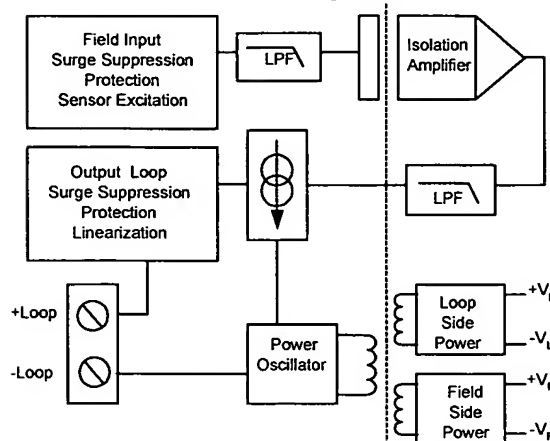 Field Input
Surge Suppression
Protection
Sensor Excitation
LPF
Isolation
Amplifier
Output Loop
Surge Suppression
Protection
Linearization
LPF
+Loop
-Loop
Power
Oscillator
Loop
Side
Power
+V
-V
Field
Side
Power
+V
-V